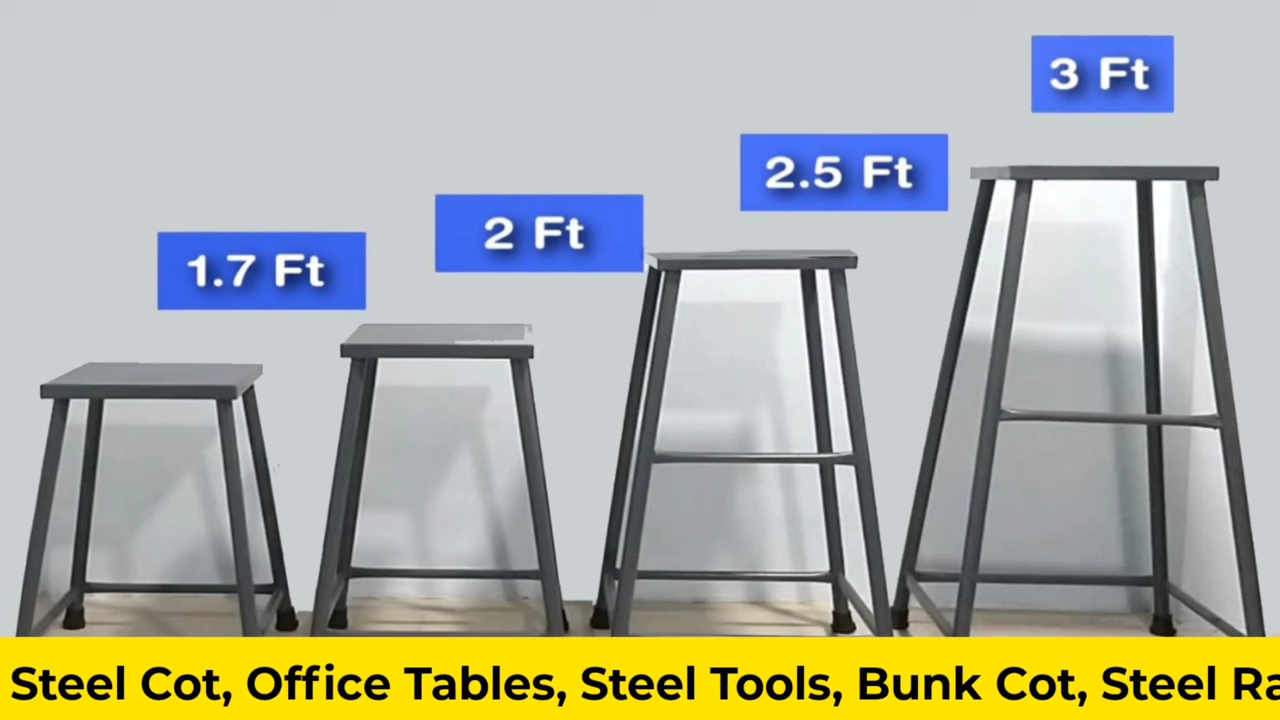 3 Ft
2.5 Ft
2 Ft
1.7 Ft
Steel Cot, Office Tables, Steel Tools, Bunk Cot, Steel